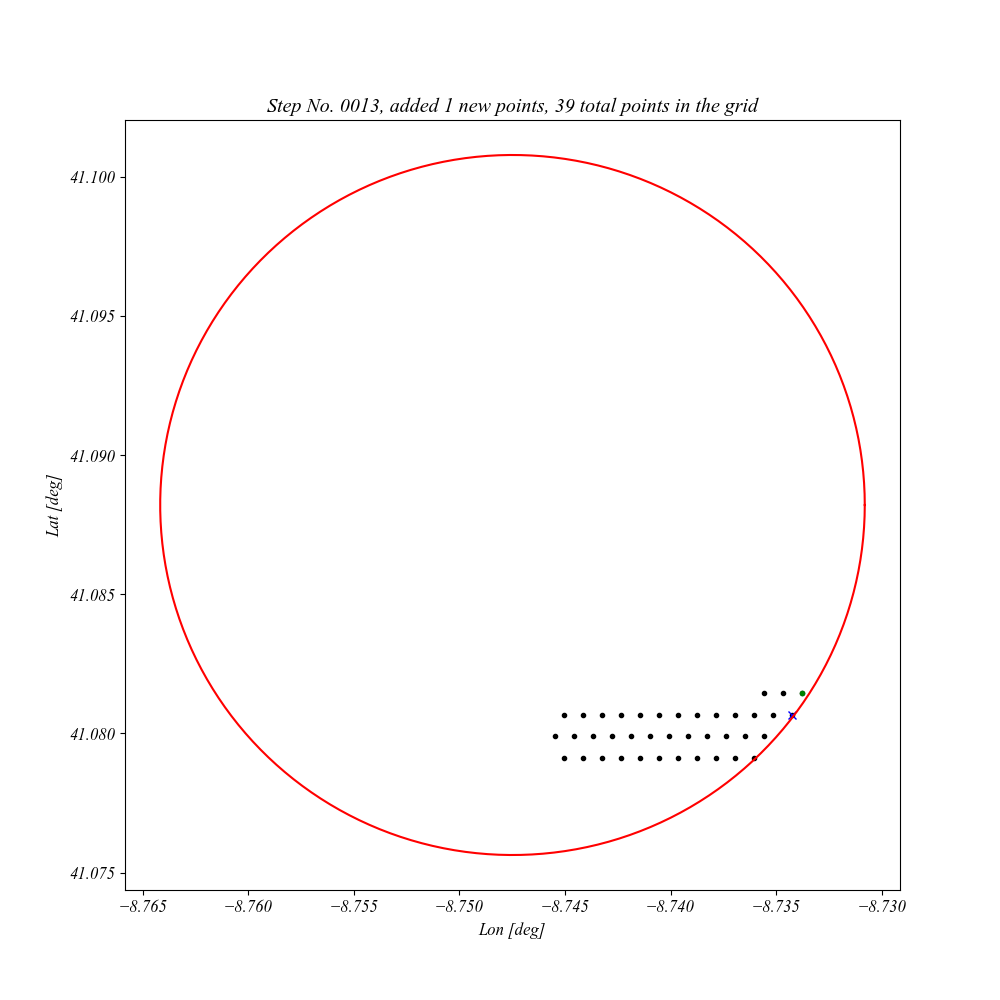 Step No. 0013, added 1 new points, 39 total points in the grid
41.100
41.095
41.090
41.085
41.080
41.075
Lat [deg]
−8.765 −8.760 −8.755 −8.750 −8.745 −8.740 −8.735 −8.730
Lon [deg]